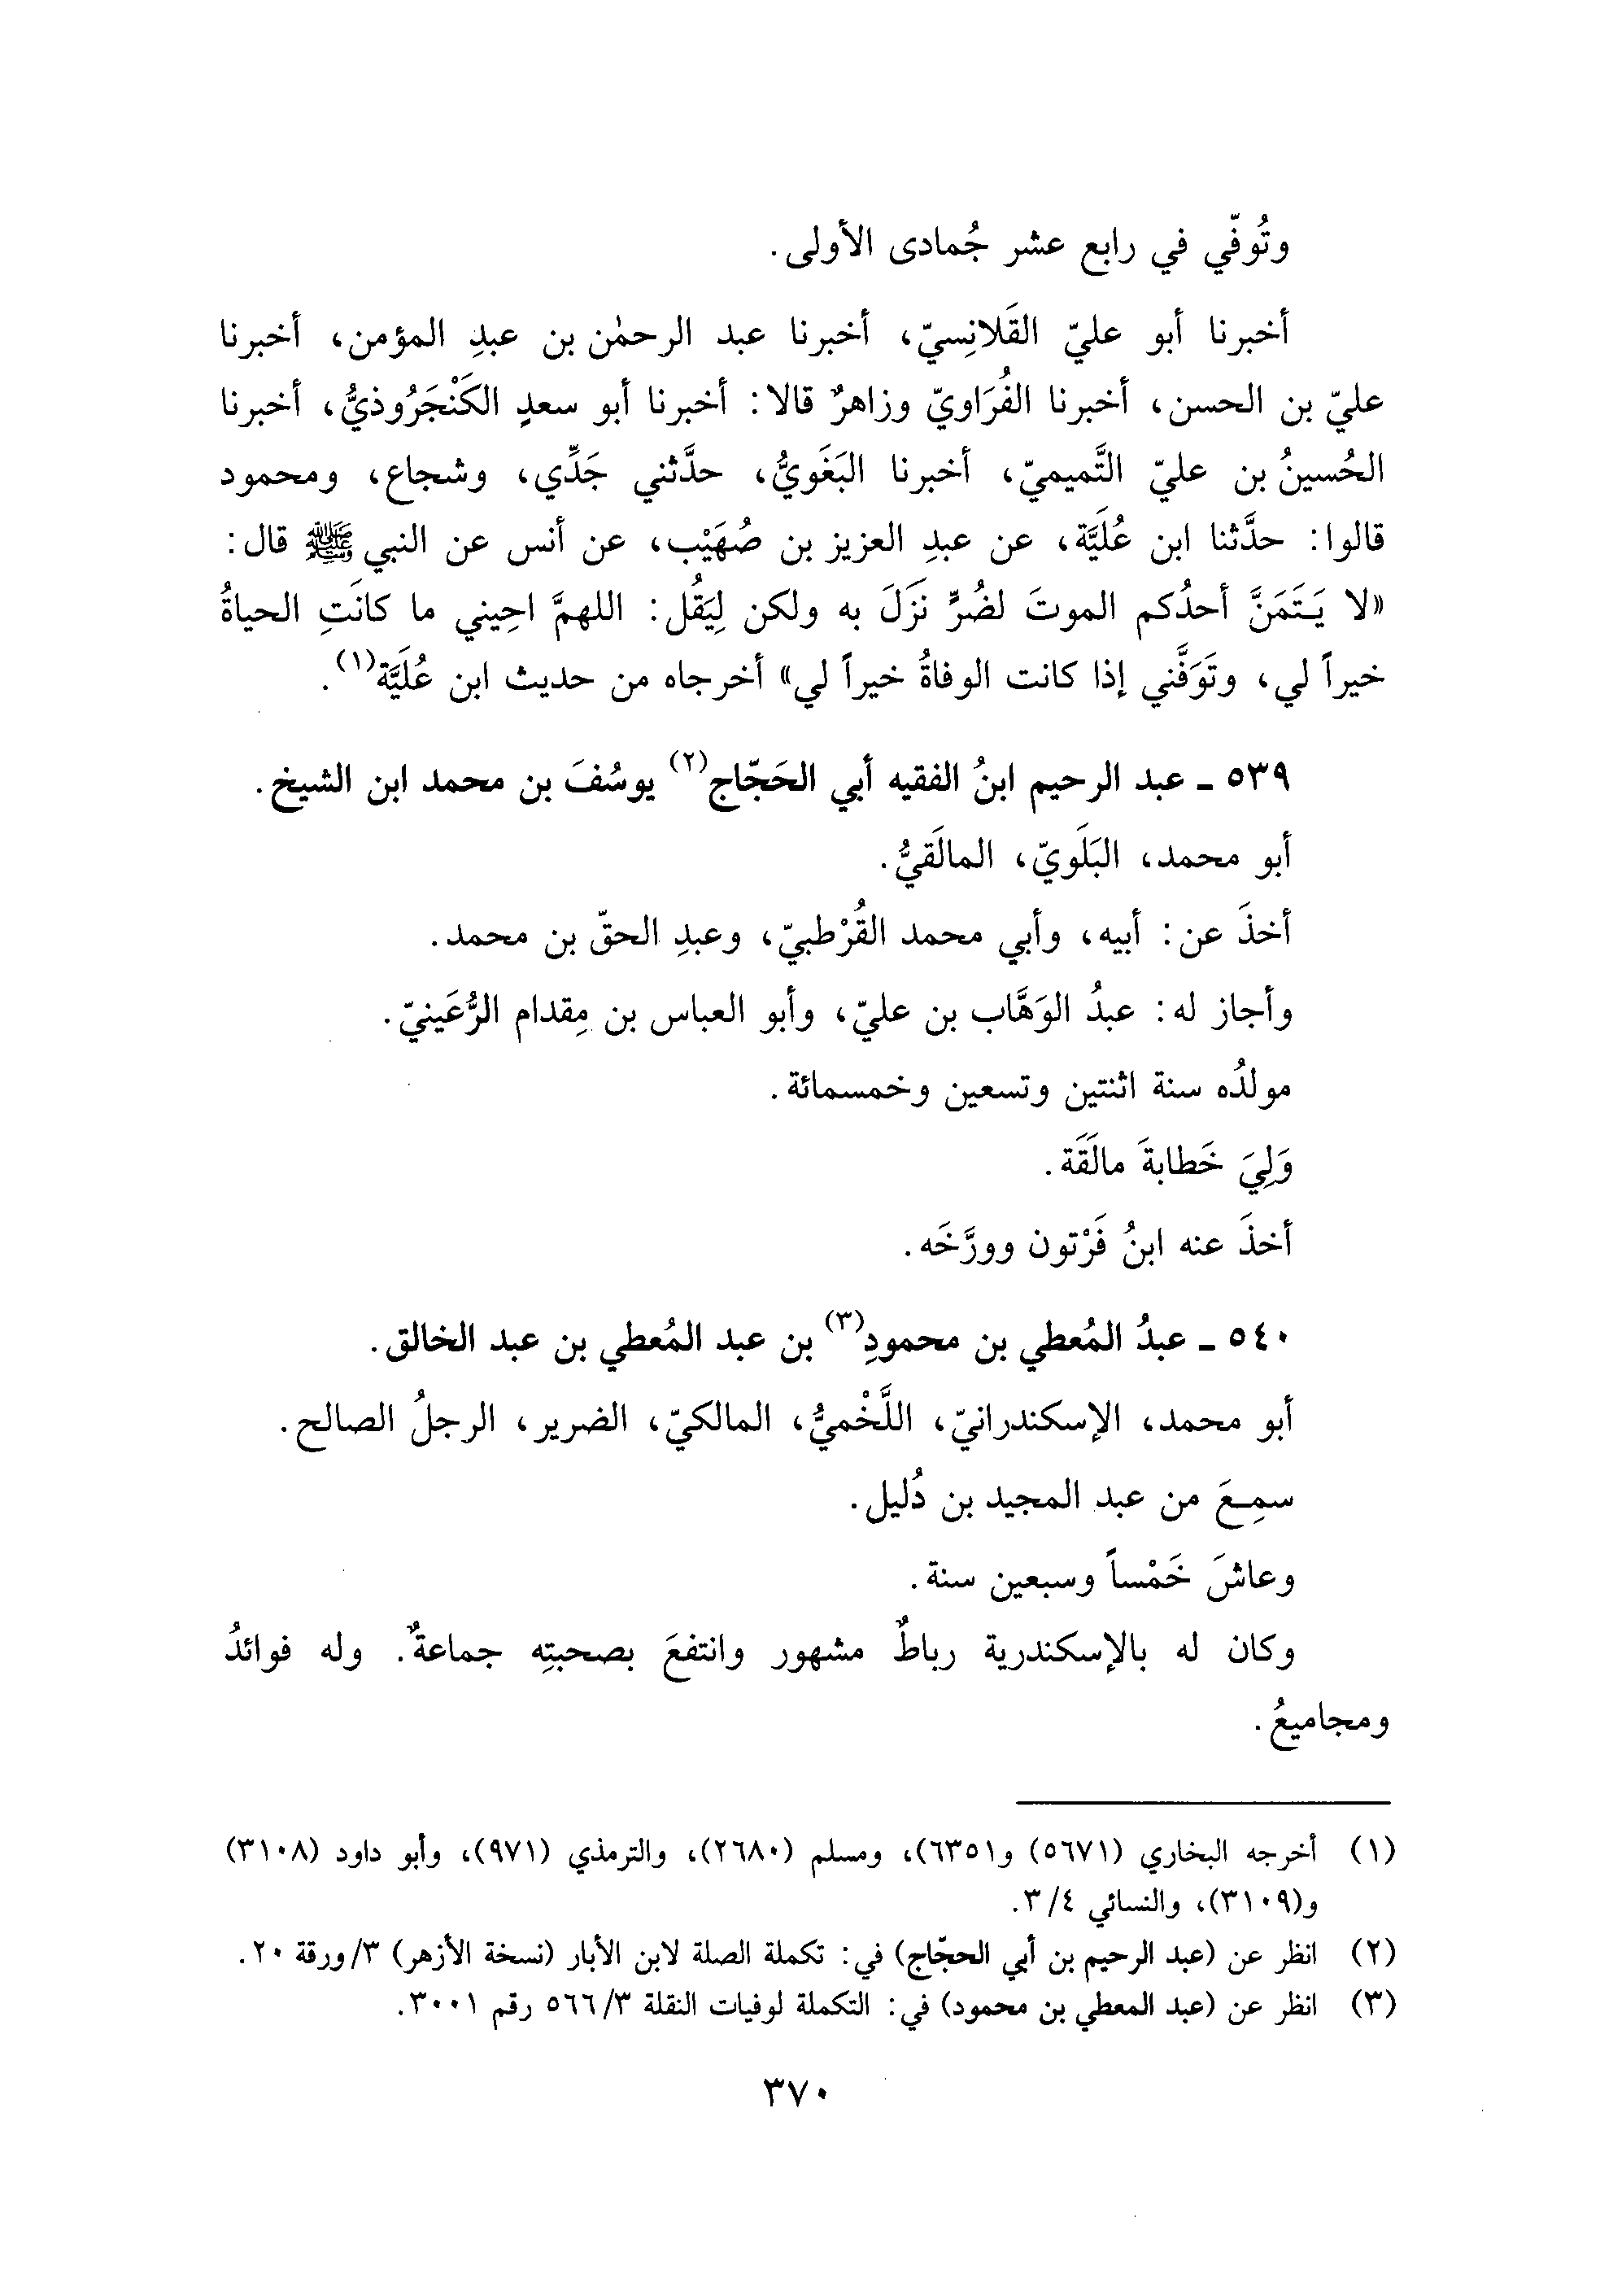 وتُوفّي في رابع عشر جُمادى الأولى.
أخبرنا أبو عليّ القَلانِسيّ، أخبرنا عبد الرحمٰن بن عبدِ المؤمن، أخبرنا
عليّ بن الحسن، أخبرنا الفُرَاويّ وزاهرٌ قالا: أخبرنا أبو سعدٍ الكَنْجَرُوذيُّ، أخبرنا
الحُسينُ بن عليّ التَّميميّ، أخبرنا البَغَويُّ، حدَّثني جَدِّي، وشجاع، ومحمود
قالوا: حدَّثنا ابن عُلَيَّة، عن عبدِ العزيز بن صُهَيْب، عن أنس عن النبي ﷺ قال:
«لا يَتَمَنَّ أحدُكم الموتَ لضُرٍّ نَزَلَ به ولكن لِيَقُل: اللهمَّ احِيني ما كانَتِ الحياةُ
خيراً لي، وتَوَفَّني إذا كانت الوفاةُ خيراً لي» أخرجاه من حديث ابن عُلَيَّة(١).
٥٣٩ ـ عبد الرحيم ابنُ الفقيه أبي الحَجّاج(٢) يوسُفَ بن محمد ابن الشيخ.
أبو محمد، البَلَويّ، المالَقيُّ.
أخذَ عن: أبيه، وأبي محمد القُرْطبيّ، وعبدِ الحقّ بن محمد.
وأجاز له: عبدُ الوَهَّاب بن عليّ، وأبو العباس بن مِقدام الرُّعَينيّ.
مولدُه سنة اثنتين وتسعين وخمسمائة.
وَلِيَ خَطابةَ مالَقَة.
أخذَ عنه ابنُ فَرْتون وورَّخَه.
٥٤٠ ـ عبدُ المُعطي بن محمودِ(٣) بن عبد المُعطي بن عبد الخالق.
أبو محمد، الإسكندرانيّ، اللَّخْميُّ، المالكيّ، الضرير، الرجلُ الصالح.
سمِـعَ من عبد المجيد بن دُليل.
وعاشَ خَمْساً وسبعين سنة.
وكان له بالإسكندرية رباطٌ مشهور وانتفعَ بصحبتِه جماعةٌ. وله فوائدُ
ومجاميعُ.
(١) أخرجه البخاري (٥٦٧١) و٦٣٥١)، ومسلم (٢٦٨٠)، والترمذي (٩٧١)، وأبو داود (٣١٠٨)
و(٣١٠٩)، والنسائي ٣/٤.
(٢) انظر عن (عبد الرحيم بن أبي الحجّاج) في: تكملة الصلة لابن الأبار (نسخة الأزهر) ٣/ورقة ٢٠.
(٣) انظر عن (عبد المعطي بن محمود) في: التكملة لوفيات النقلة ٥٦٦/٣ رقم ٣٠٠١.
٣٧٠